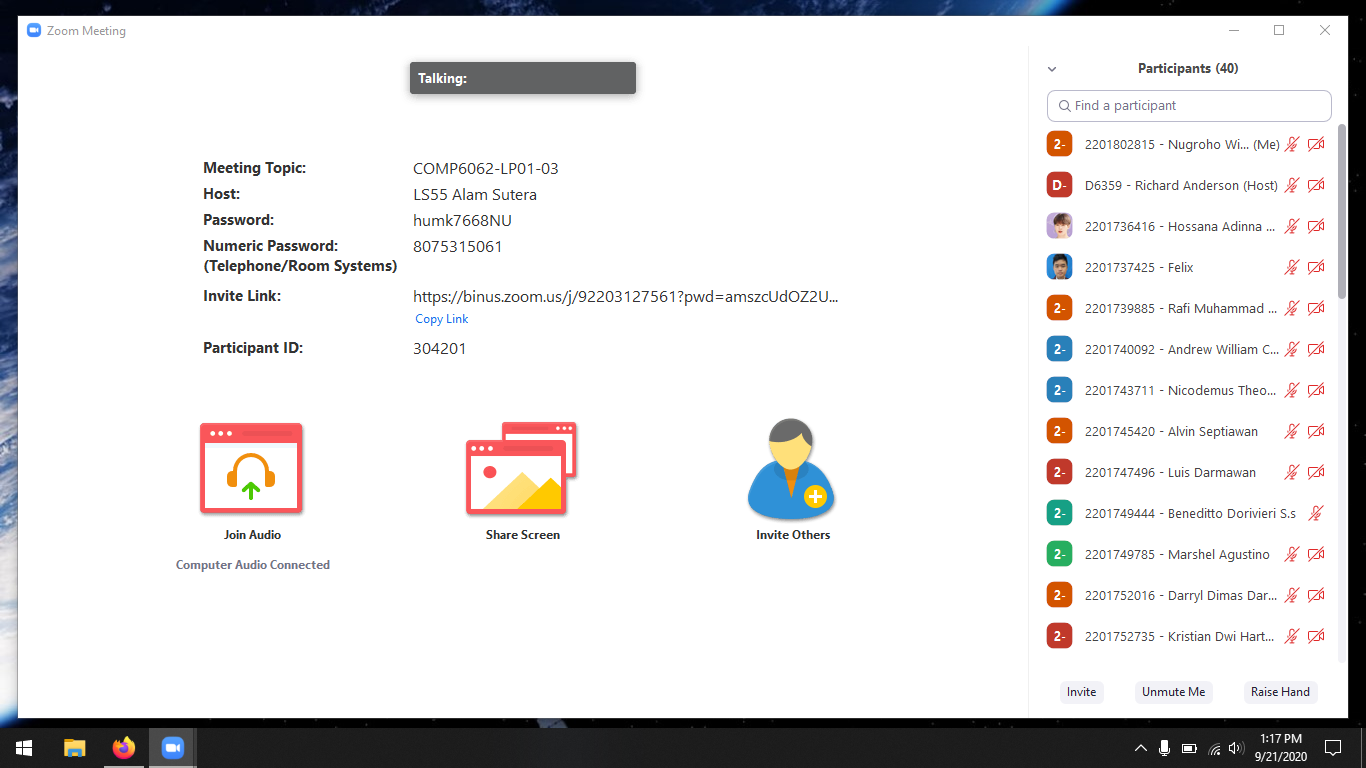 Zoom Meeting
Talking:
Meeting Topic: COMP6062-LP01-03
Host: LS55 Alam Sutera
Password: humk7668NU
Numeric Password: 8075315061
(Telephone/Room Systems)
Invite Link: https://binus.zoom.us/j/92203127561?pwd=amszcUdOZ2U...
Copy Link
Participant ID: 304201
Join Audio
Share Screen
Invite Others
Computer Audio Connected
Participants (40)
Find a participant
2- 2201802815 - Nugroho Wi... (Me)
D- D6359 - Richard Anderson (Host)
2201736416 - Hossana Adinna ...
2201737425 - Felix
2- 2201739885 - Rafi Muhammad ...
2- 2201740092 - Andrew William C...
2- 2201743711 - Nicodemus Theo...
2- 2201745420 - Alvin Septiawan
2- 2201747496 - Luis Darmawan
2- 2201749444 - Beneditto Dorivieri S.s
2- 2201749785 - Marshel Agustino
2- 2201752016 - Darryl Dimas Dar...
2- 2201752735 - Kristian Dwi Hart...
Invite
Unmute Me
Raise Hand
1:17 PM
9/21/2020